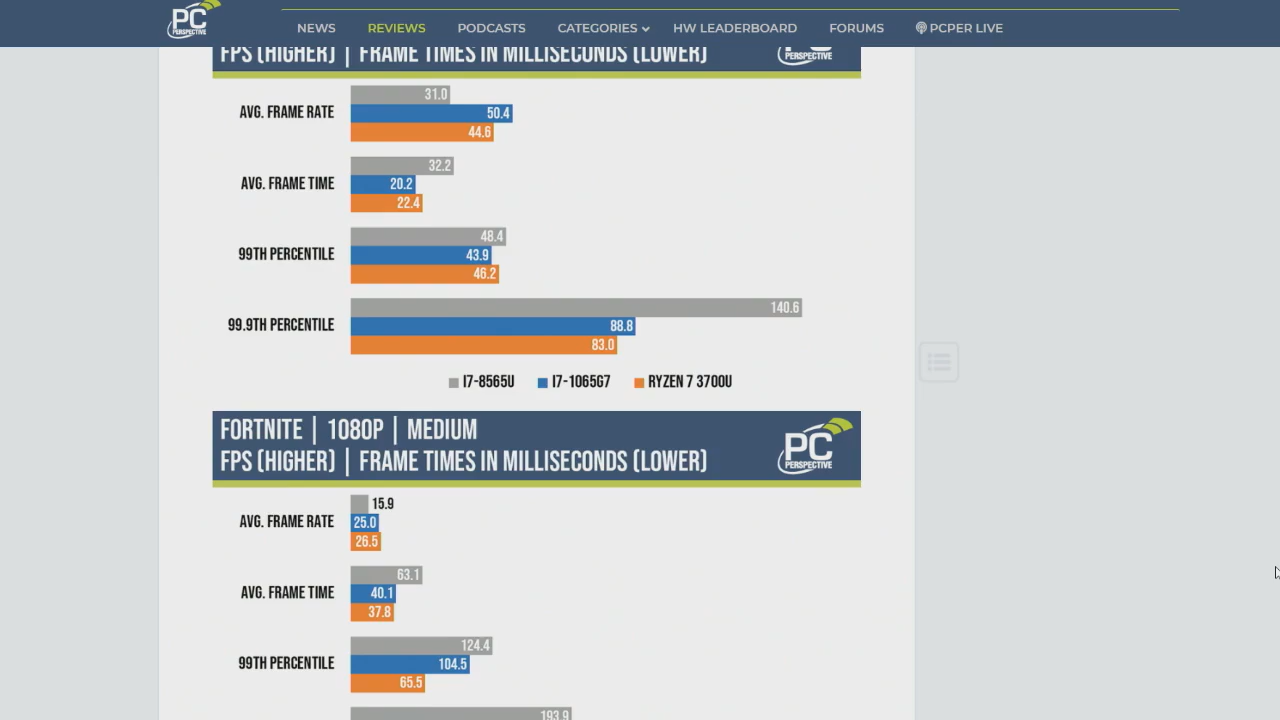 PC
PERSPECTIVE
NEWS
REVIEWS
PODCASTS
CATEGORIES
HW LEADERBOARD
FORUMS
PCPER LIVE
FPS (HIGHER) | FRAME TIMES IN MILLISECONDS (LOWER)
PERSPECTIVE
AVG. FRAME RATE
31.0
50.4
44.6
AVG. FRAME TIME
32.2
20.2
22.4
99TH PERCENTILE
48.4
43.9
46.2
99.9TH PERCENTILE
140.6
88.8
83.0
I7-8565U
I7-1065G7
RYZEN 7 3700U
FORTNITE | 1080P | MEDIUM
FPS (HIGHER) | FRAME TIMES IN MILLISECONDS (LOWER)
PC
PERSPECTIVE
AVG. FRAME RATE
15.9
25.0
26.5
AVG. FRAME TIME
63.1
40.1
37.8
99TH PERCENTILE
124.4
104.5
65.5
193.9